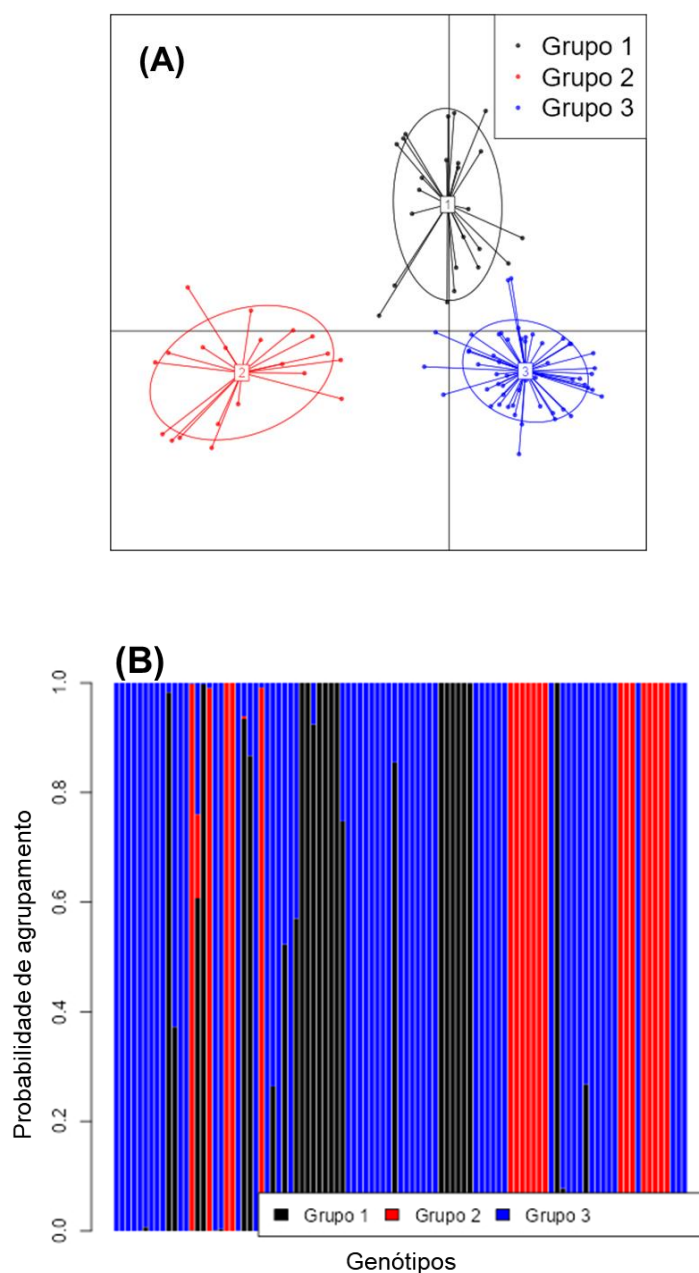 (A)
Grupo 1
Grupo 2
Grupo 3
1
2
3
(B)
Probabilidade de agrupamento
1.0
0.8
0.6
0.4
0.2
0.0
Grupo 1 Grupo 2 Grupo 3
Genótipos